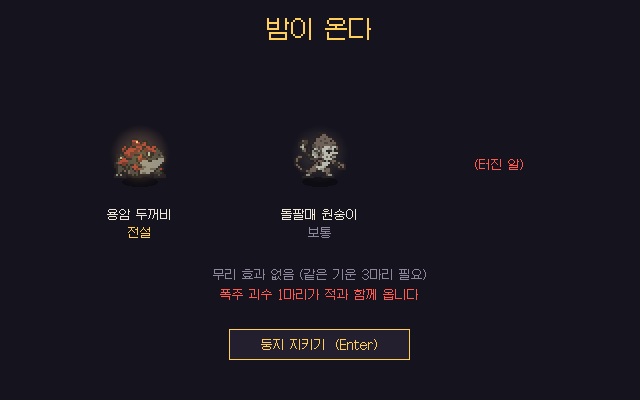 밤이 온다
(터진 알)
용암 두꺼비
돌팔매 원숭이
전설
보통
무리 효과 없음 (같은 기운 3마리 필요)
폭주 괴수 1마리가 적과 함께 옵니다
둥지 지키기 (Enter)